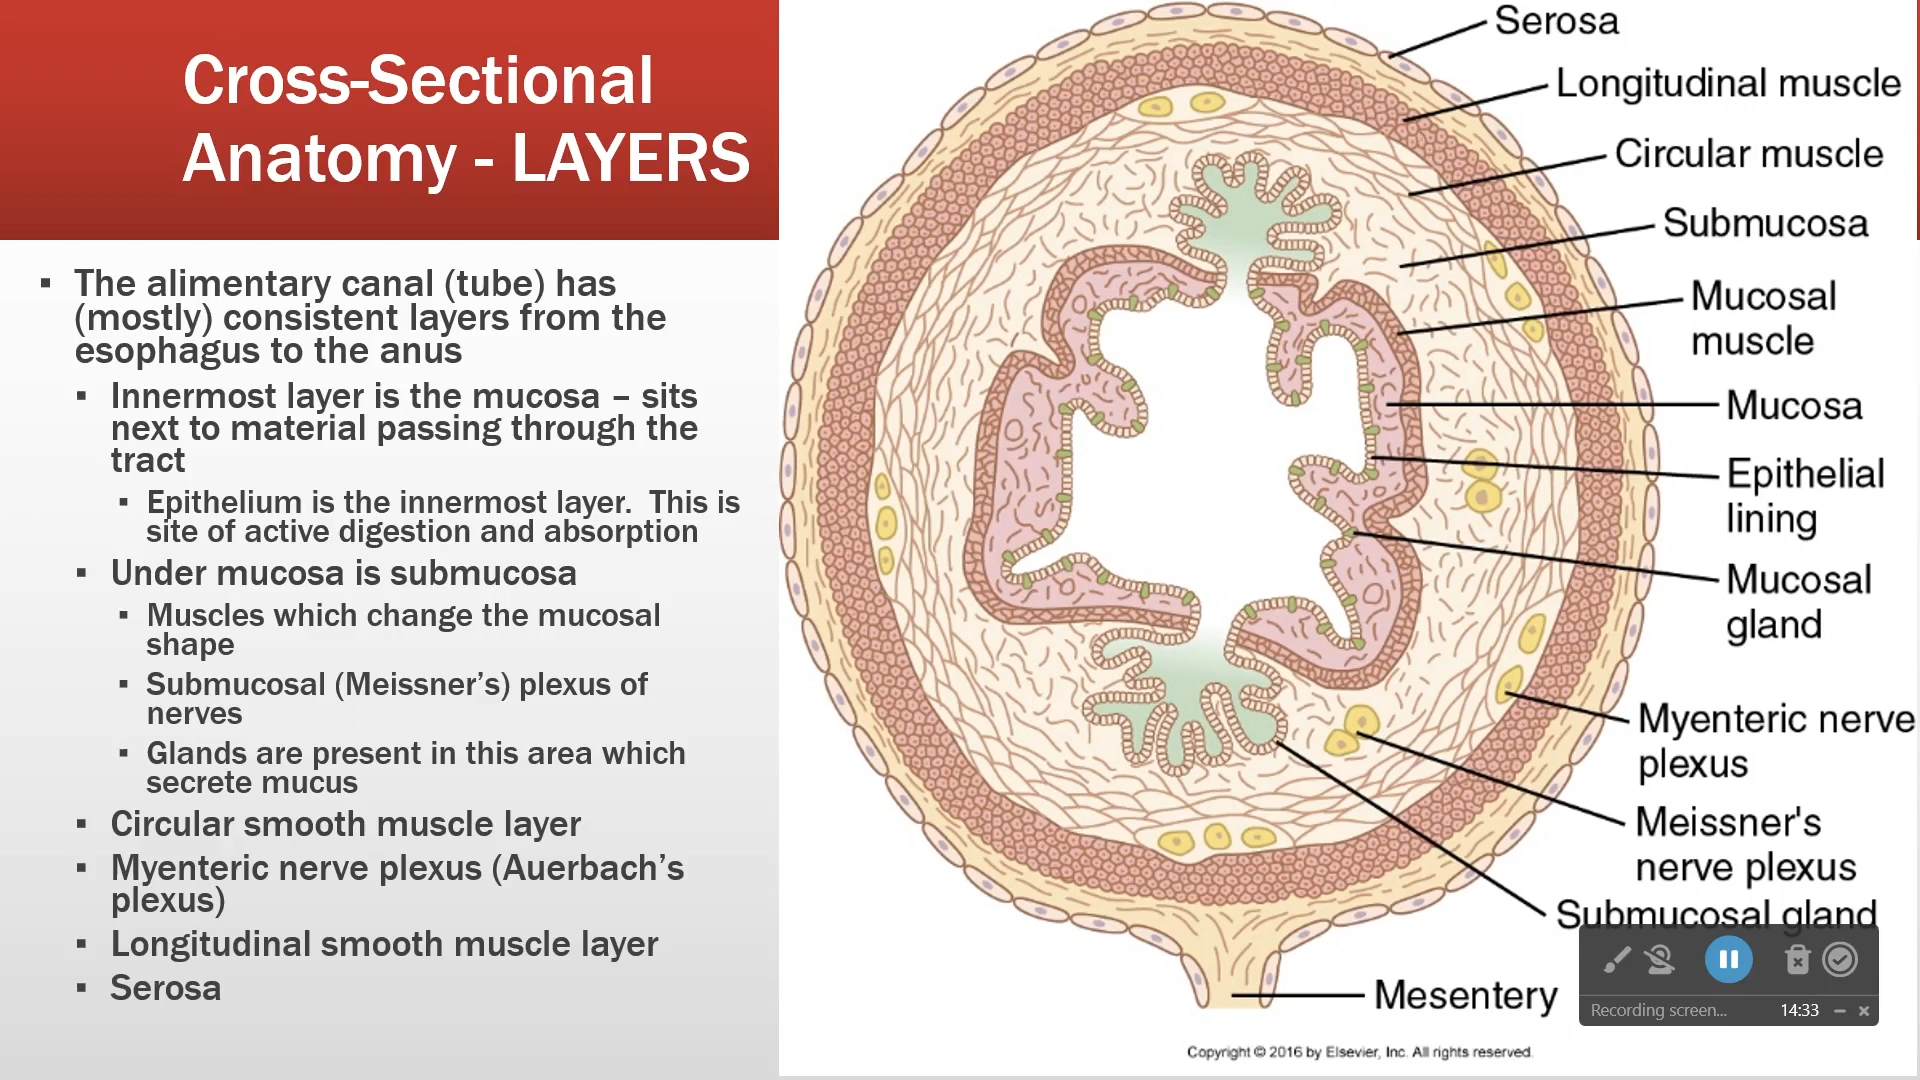 Cross-Sectional
Anatomy - LAYERS
▪ The alimentary canal (tube) has
(mostly) consistent layers from the
esophagus to the anus
▪ Innermost layer is the mucosa – sits
next to material passing through the
tract
▪ Epithelium is the innermost layer.  This is
site of active digestion and absorption
▪ Under mucosa is submucosa
▪ Muscles which change the mucosal
shape
▪ Submucosal (Meissner’s) plexus of
nerves
▪ Glands are present in this area which
secrete mucus
▪ Circular smooth muscle layer
▪ Myenteric nerve plexus (Auerbach’s
plexus)
▪ Longitudinal smooth muscle layer
▪ Serosa
Serosa
Longitudinal muscle
Circular muscle
Submucosa
Mucosal
muscle
Mucosa
Epithelial
lining
Mucosal
gland
Myenteric nerve
plexus
Meissner's
nerve plexus
Submucosal gland
Mesentery
Recording screen... 14:33
Copyright © 2016 by Elsevier, Inc. All rights reserved.